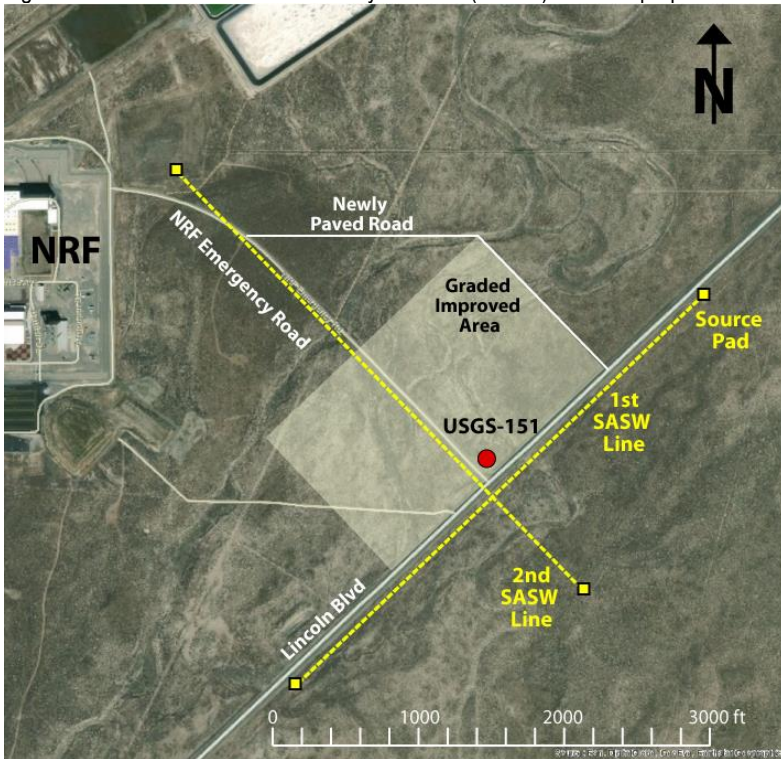 N
NRF
Newly
Paved Road
NRF Emergency Road
Graded
Improved
Area
Source
Pad
1st
SASW
Line
USGS-151
2nd
SASW
Line
Lincoln Blvd
0 1000 2000 3000 ft